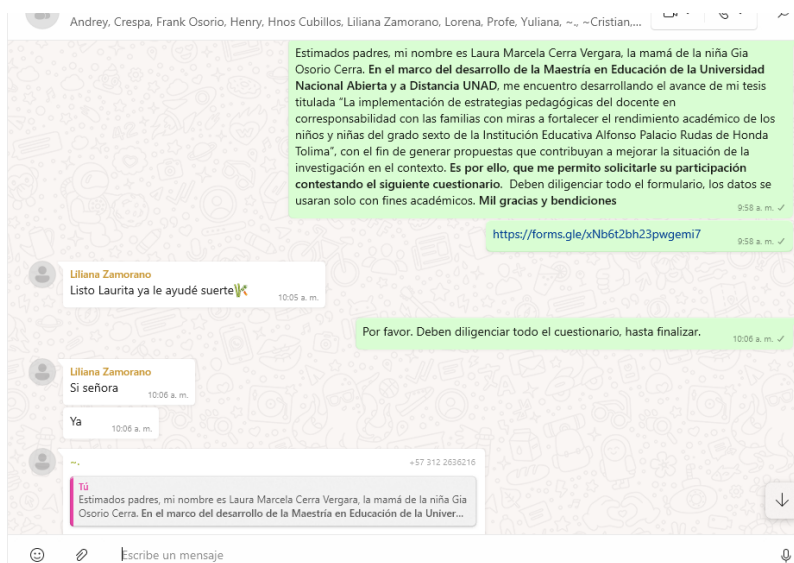 Andrey, Crespa, Frank Osorio, Henry, Hnos Cubillos, Liliana Zamorano, Lorena, Profe, Yuliana, ~., ~Cristian,...
Estimados padres, mi nombre es Laura Marcela Cerra Vergara, la mamá de la niña Gia
Osorio Cerra. En el marco del desarrollo de la Maestría en Educación de la Universidad
Nacional Abierta y a Distancia UNAD, me encuentro desarrollando el avance de mi tesis
titulada "La implementación de estrategias pedagógicas del docente en
corresponsabilidad con las familias con miras a fortalecer el rendimiento académico de los
niños y niñas del grado sexto de la Institución Educativa Alfonso Palacio Rudas de Honda
Tolima", con el fin de generar propuestas que contribuyan a mejorar la situación de la
investigación en el contexto. Es por ello, que me permito solicitarle su participación
contestando el siguiente cuestionario. Deben diligenciar todo el formulario, los datos se
usaran solo con fines académicos. Mil gracias y bendiciones
9:58 a. m.
https://forms.gle/xNb6t2bh23pwgemi7
9:58 a. m.
Liliana Zamorano
Listo Laurita ya le ayudé suerte
10:05 a. m.
Por favor. Deben diligenciar todo el cuestionario, hasta finalizar.
10:06 a. m.
Liliana Zamorano
Si señora
10:06 a. m.
Ya
10:06 a. m.
~. +57 312 2636216
Tú
Estimados padres, mi nombre es Laura Marcela Cerra Vergara, la mamá de la niña Gia
Osorio Cerra. En el marco del desarrollo de la Maestría en Educación de la Univer...
Escribe un mensaje